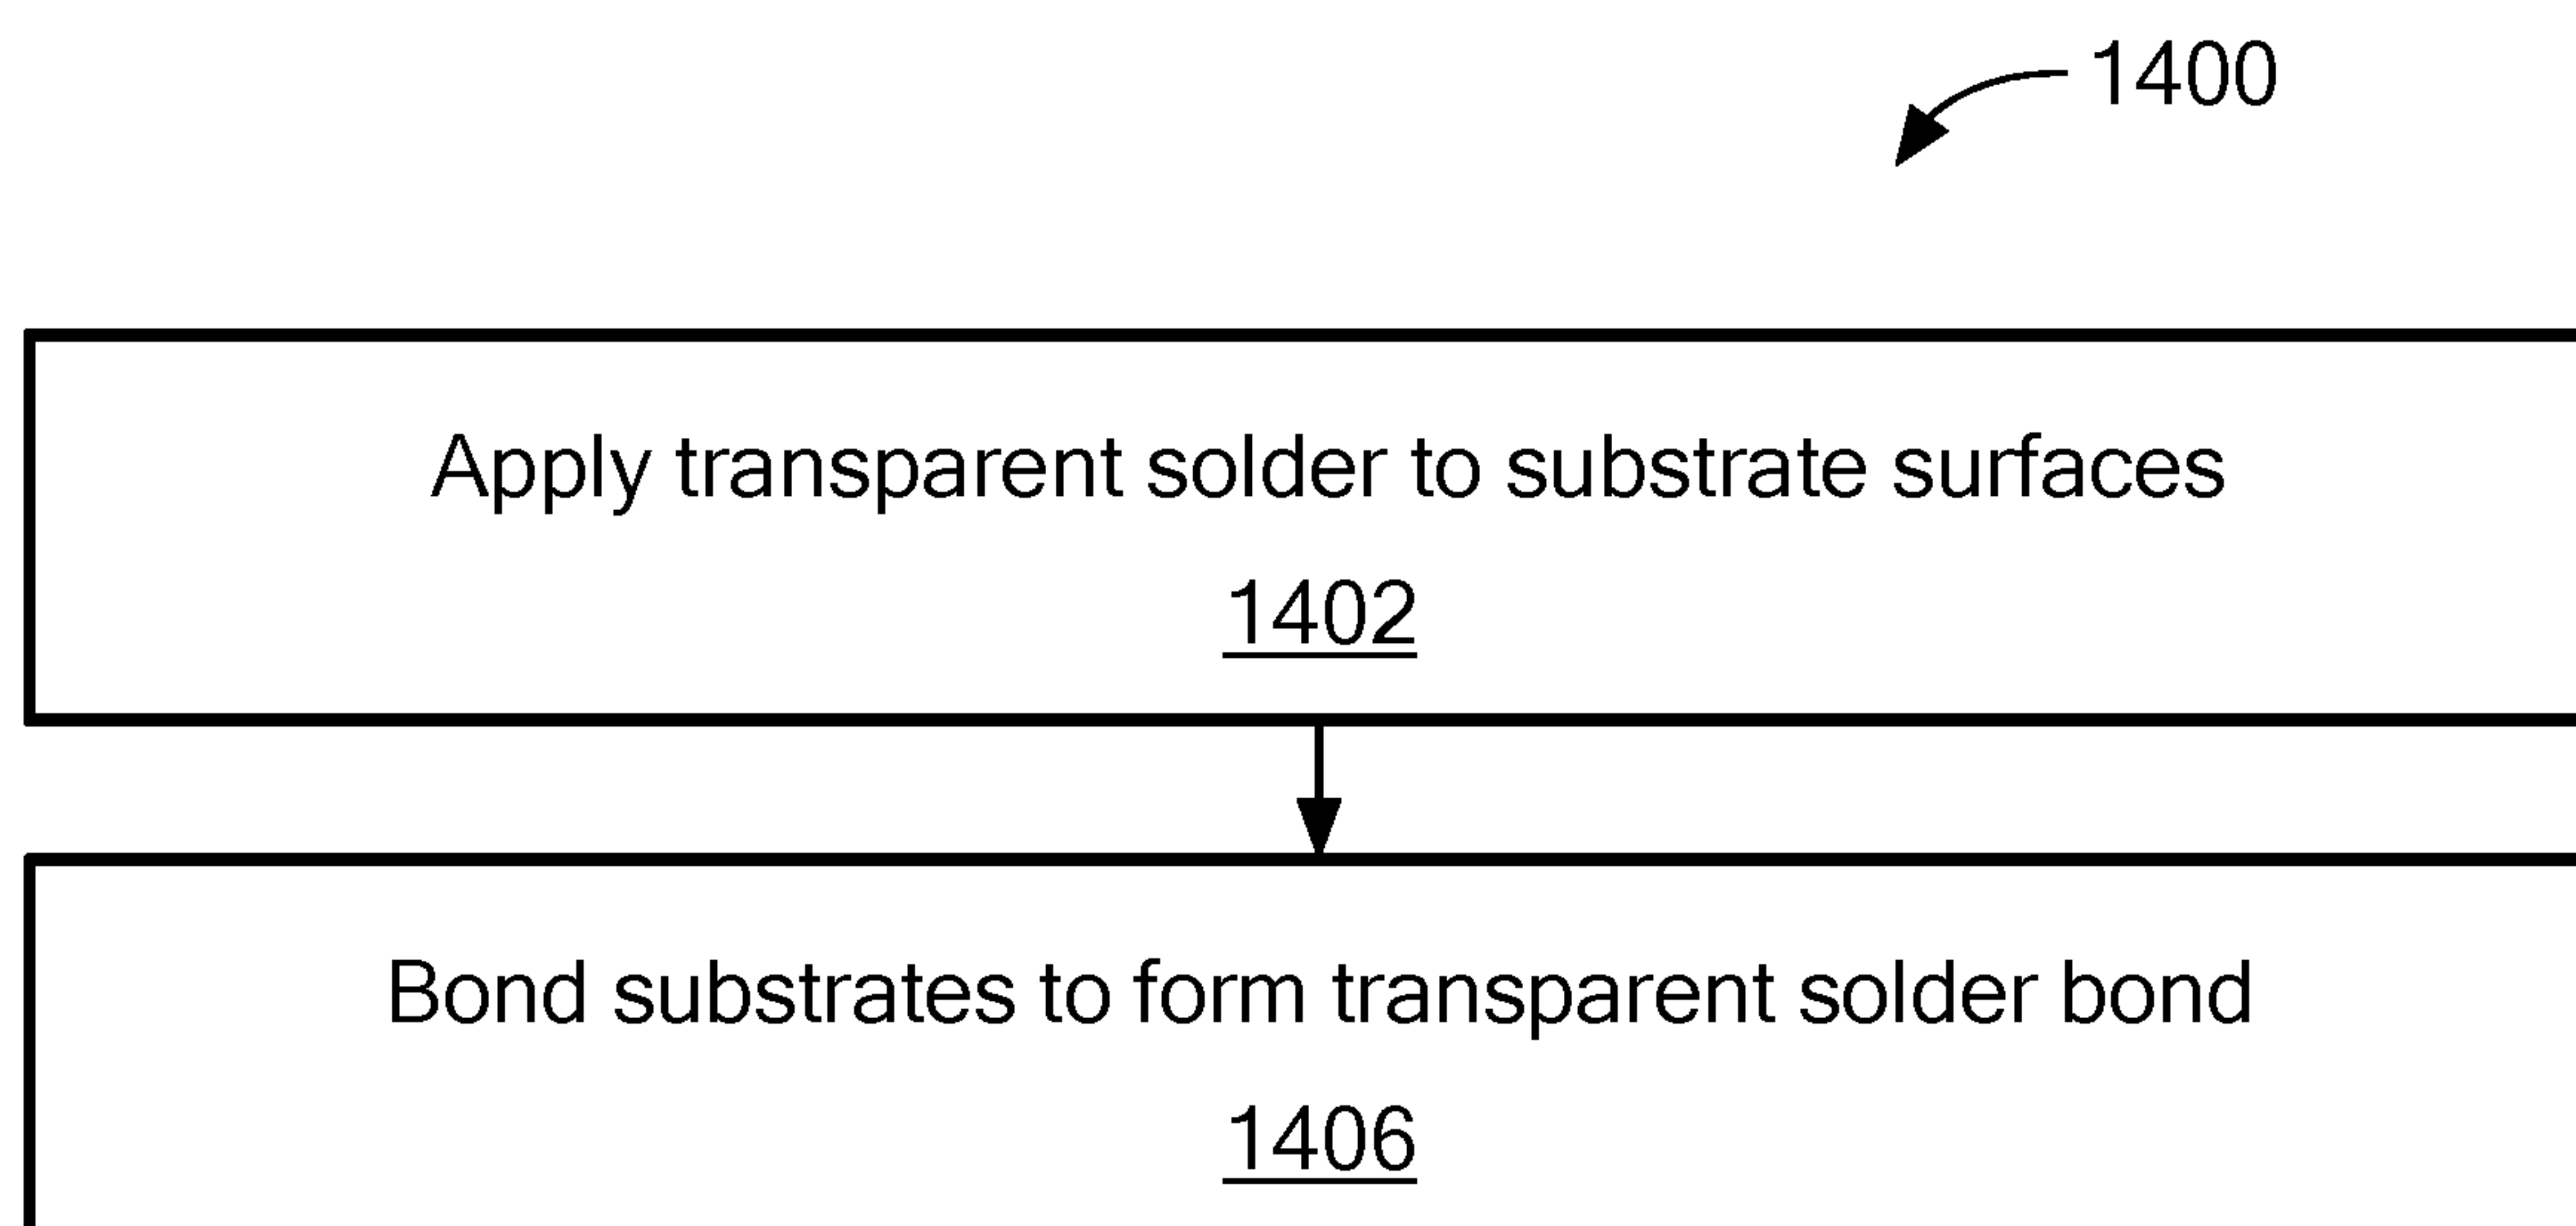 1400
Apply transparent solder to substrate surfaces
1402
Bond substrates to form transparent solder bond
1406